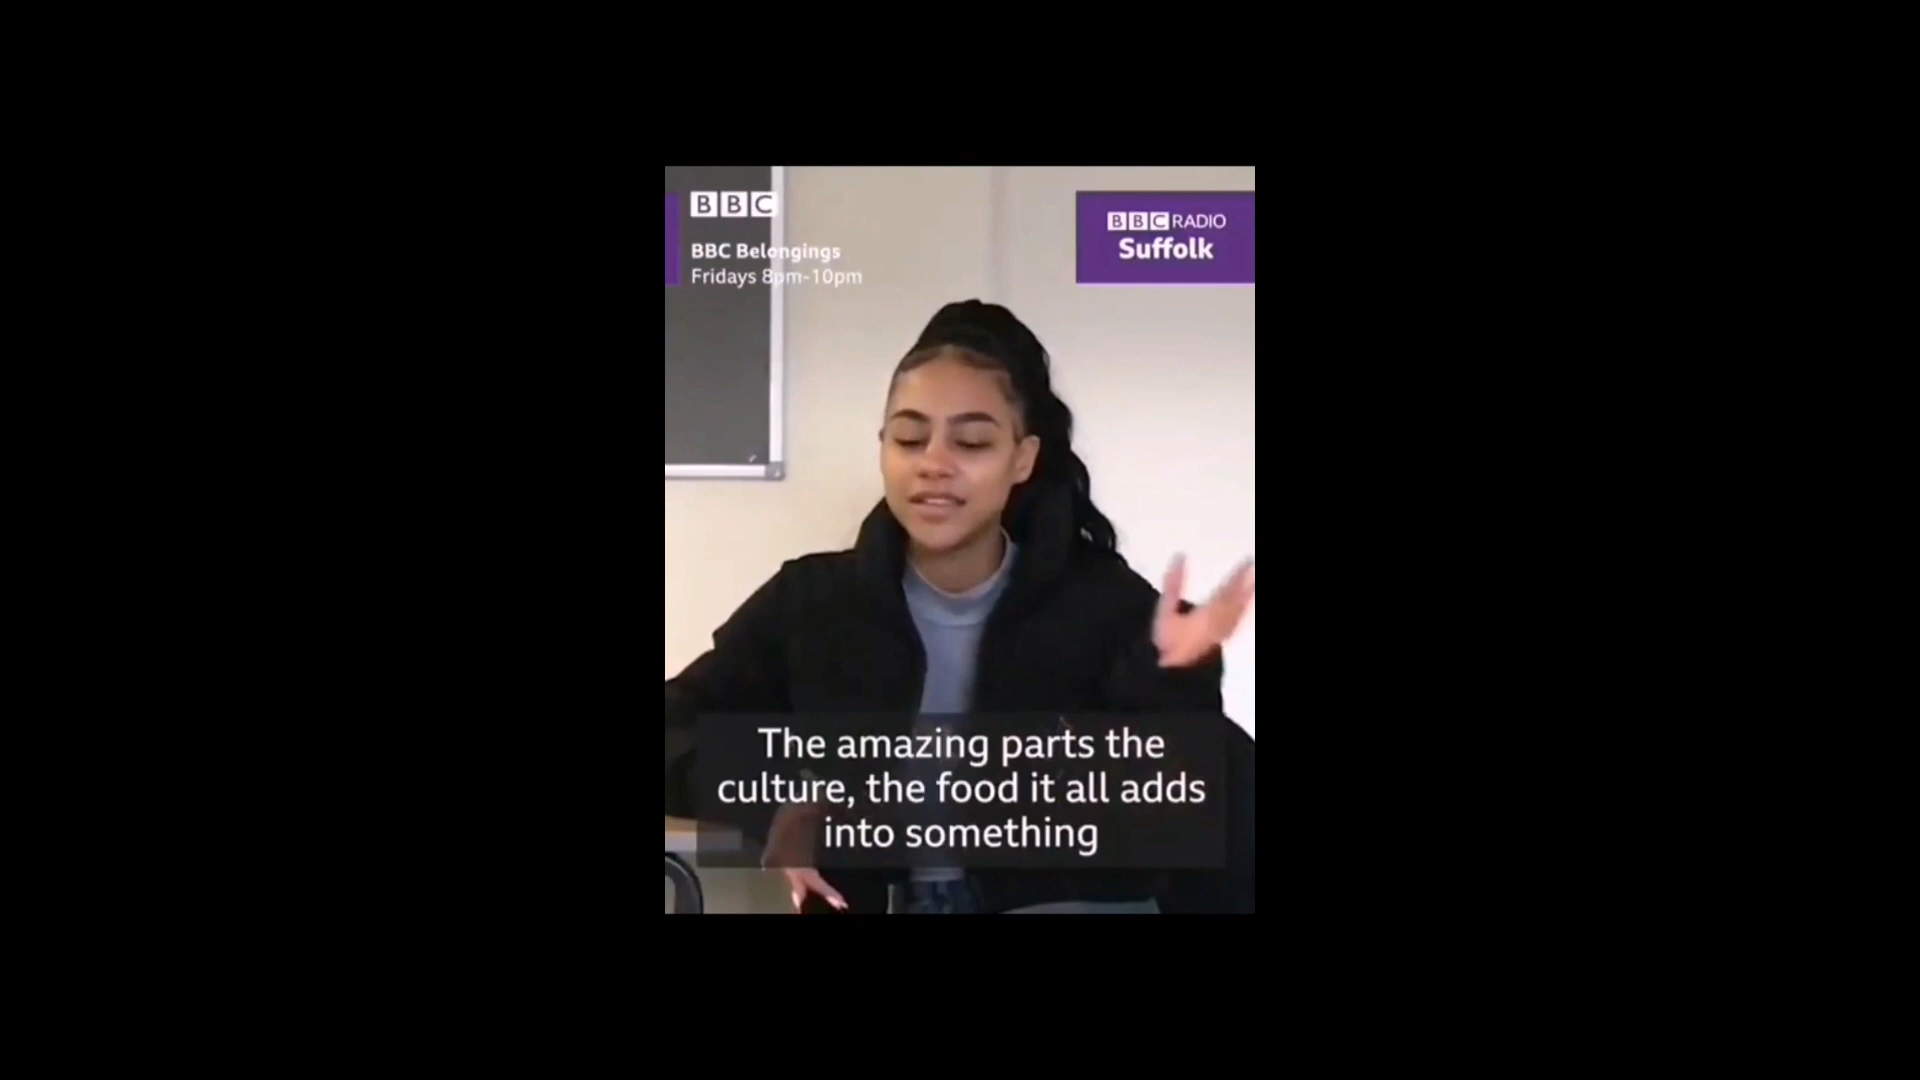 BBC
BBC Belongings
Fridays 8pm-10pm
BBC RADIO
Suffolk
The amazing parts the
culture, the food it all adds
into something